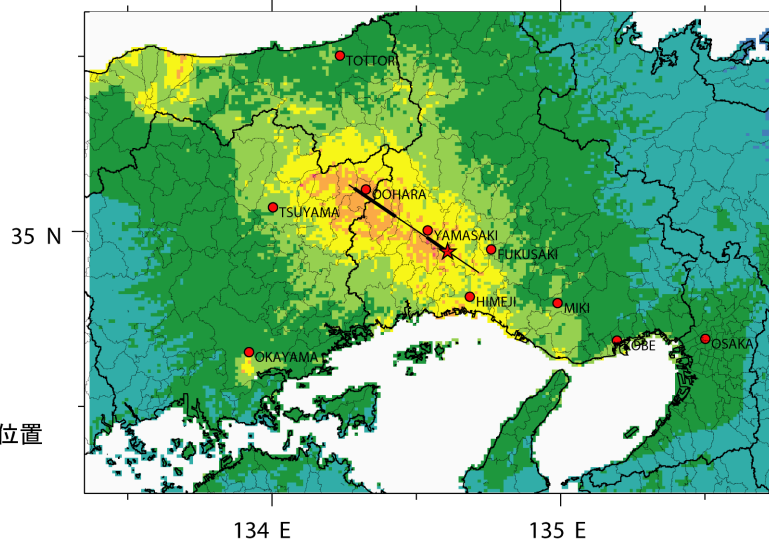 TOTTORI
OOHARA
TSUYAMA
YAMASAKI
35 N
FUKUSAKI
HIMEJI
MIKI
KOBE
OSAKA
OKAYAMA
位置
134 E
135 E